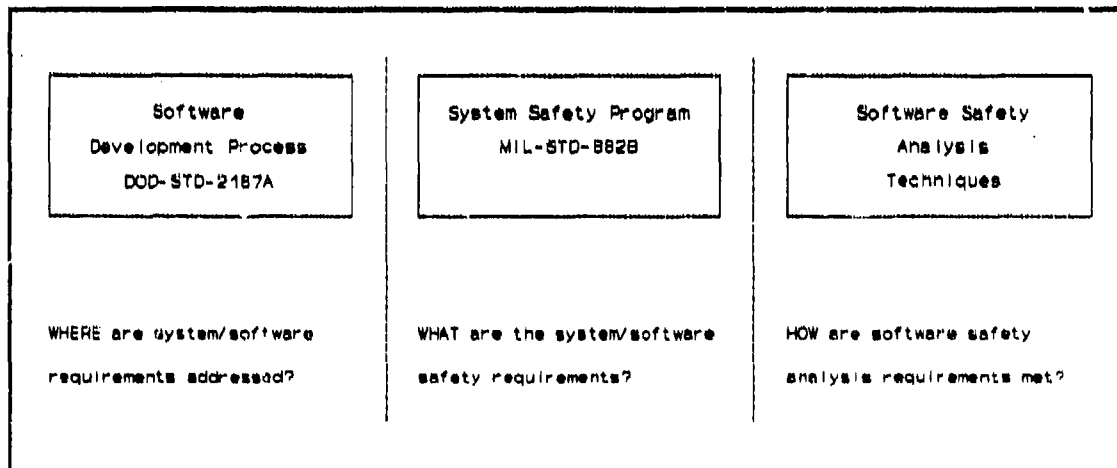 Software
Development Process
DOD-STD-2167A
System Safety Program
MIL-STD-882B
Software Safety
Analysis
Techniques
WHERE are system/software
requirements addressed?
WHAT are the system/software
safety requirements?
HOW are software safety
analysis requirements met?